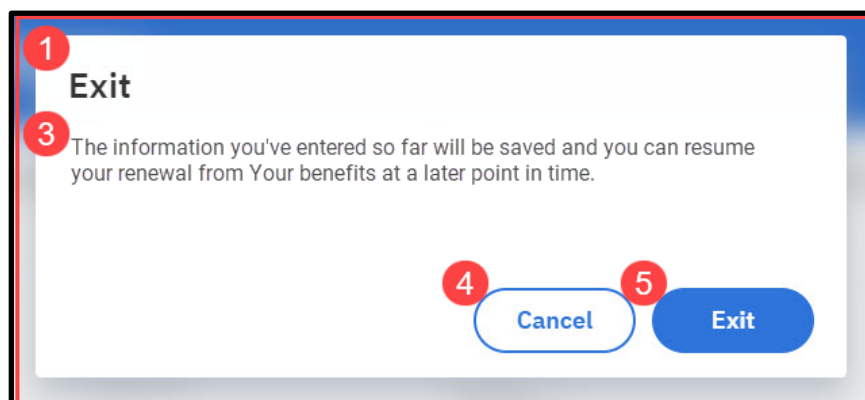 1
Exit
3
The information you've entered so far will be saved and you can resume
your renewal from Your benefits at a later point in time.
4
5
Cancel
Exit